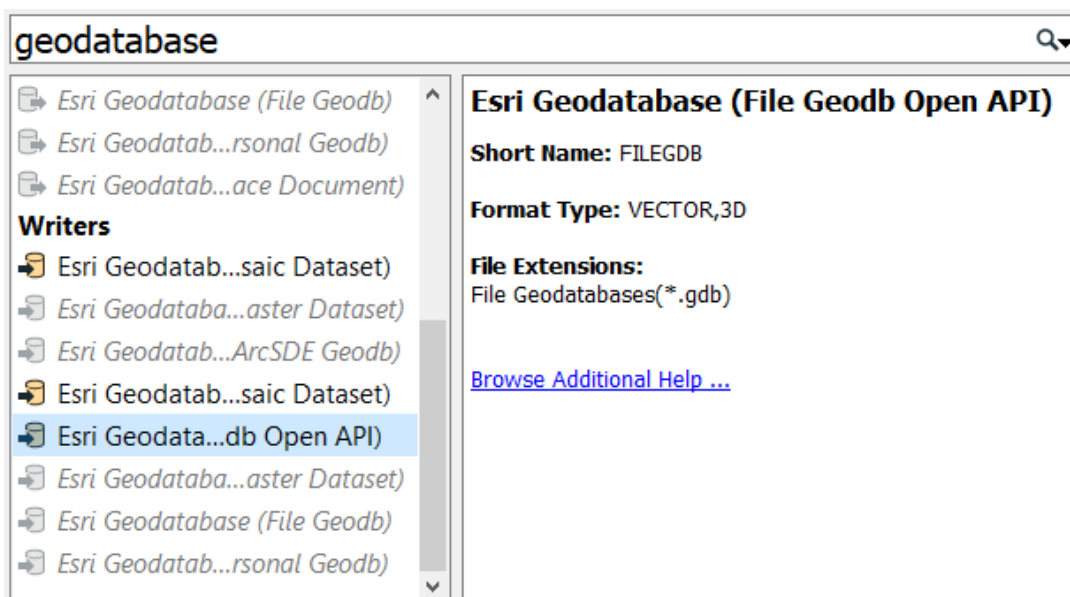 geodatabase
Esri Geodatabase (File Geodb)
Esri Geodatab...rsonal Geodb)
Esri Geodatab...ace Document)
Writers
Esri Geodatab...saic Dataset)
Esri Geodataba...aster Dataset)
Esri Geodatab...ArcSDE Geodb)
Esri Geodatab...saic Dataset)
Esri Geodata...db Open API)
Esri Geodataba...aster Dataset)
Esri Geodatabase (File Geodb)
Esri Geodatab...rsonal Geodb)
Esri Geodatabase (File Geodb Open API)
Short Name: FILEGDB
Format Type: VECTOR,3D
File Extensions:
File Geodatabases(*.gdb)
Browse Additional Help ...